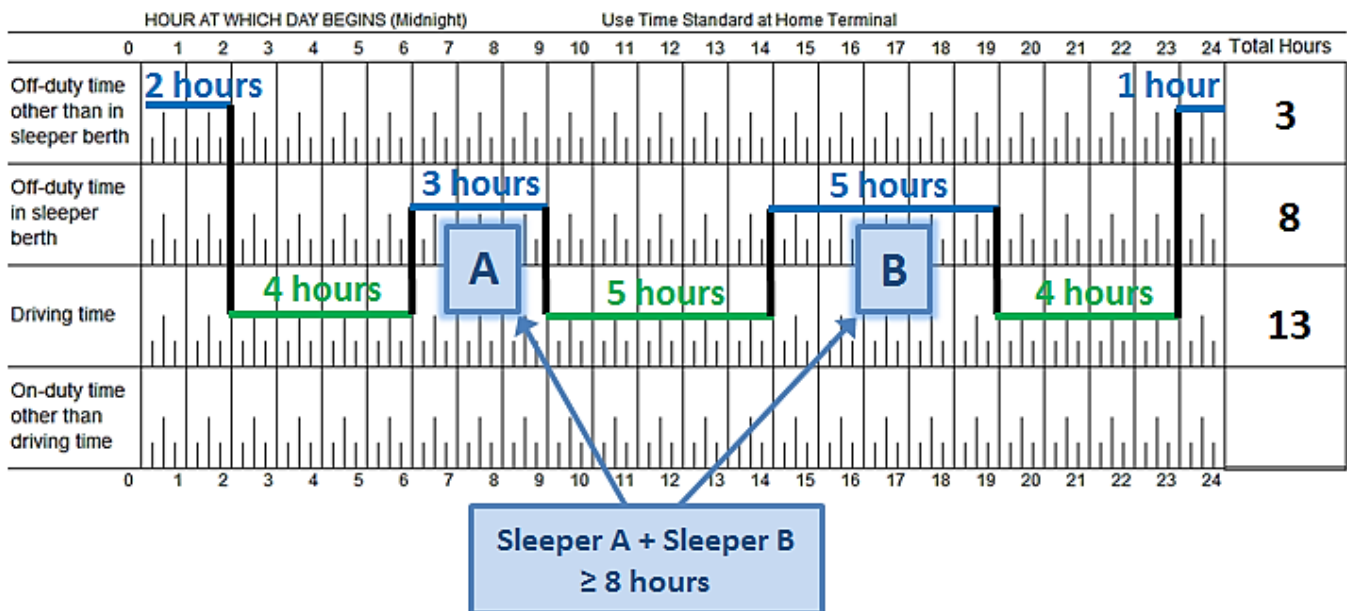 HOUR AT WHICH DAY BEGINS (Midnight) Use Time Standard at Home Terminal
0 1 2 3 4 5 6 7 8 9 10 11 12 13 14 15 16 17 18 19 20 21 22 23 24 Total Hours
Off-duty time
other than in
sleeper berth
2 hours
1 hour
3
Off-duty time
in sleeper
berth
3 hours
5 hours
8
A
B
Driving time
4 hours
5 hours
4 hours
13
On-duty time
other than
driving time
0 1 2 3 4 5 6 7 8 9 10 11 12 13 14 15 16 17 18 19 20 21 22 23 24
Sleeper A + Sleeper B
≥ 8 hours